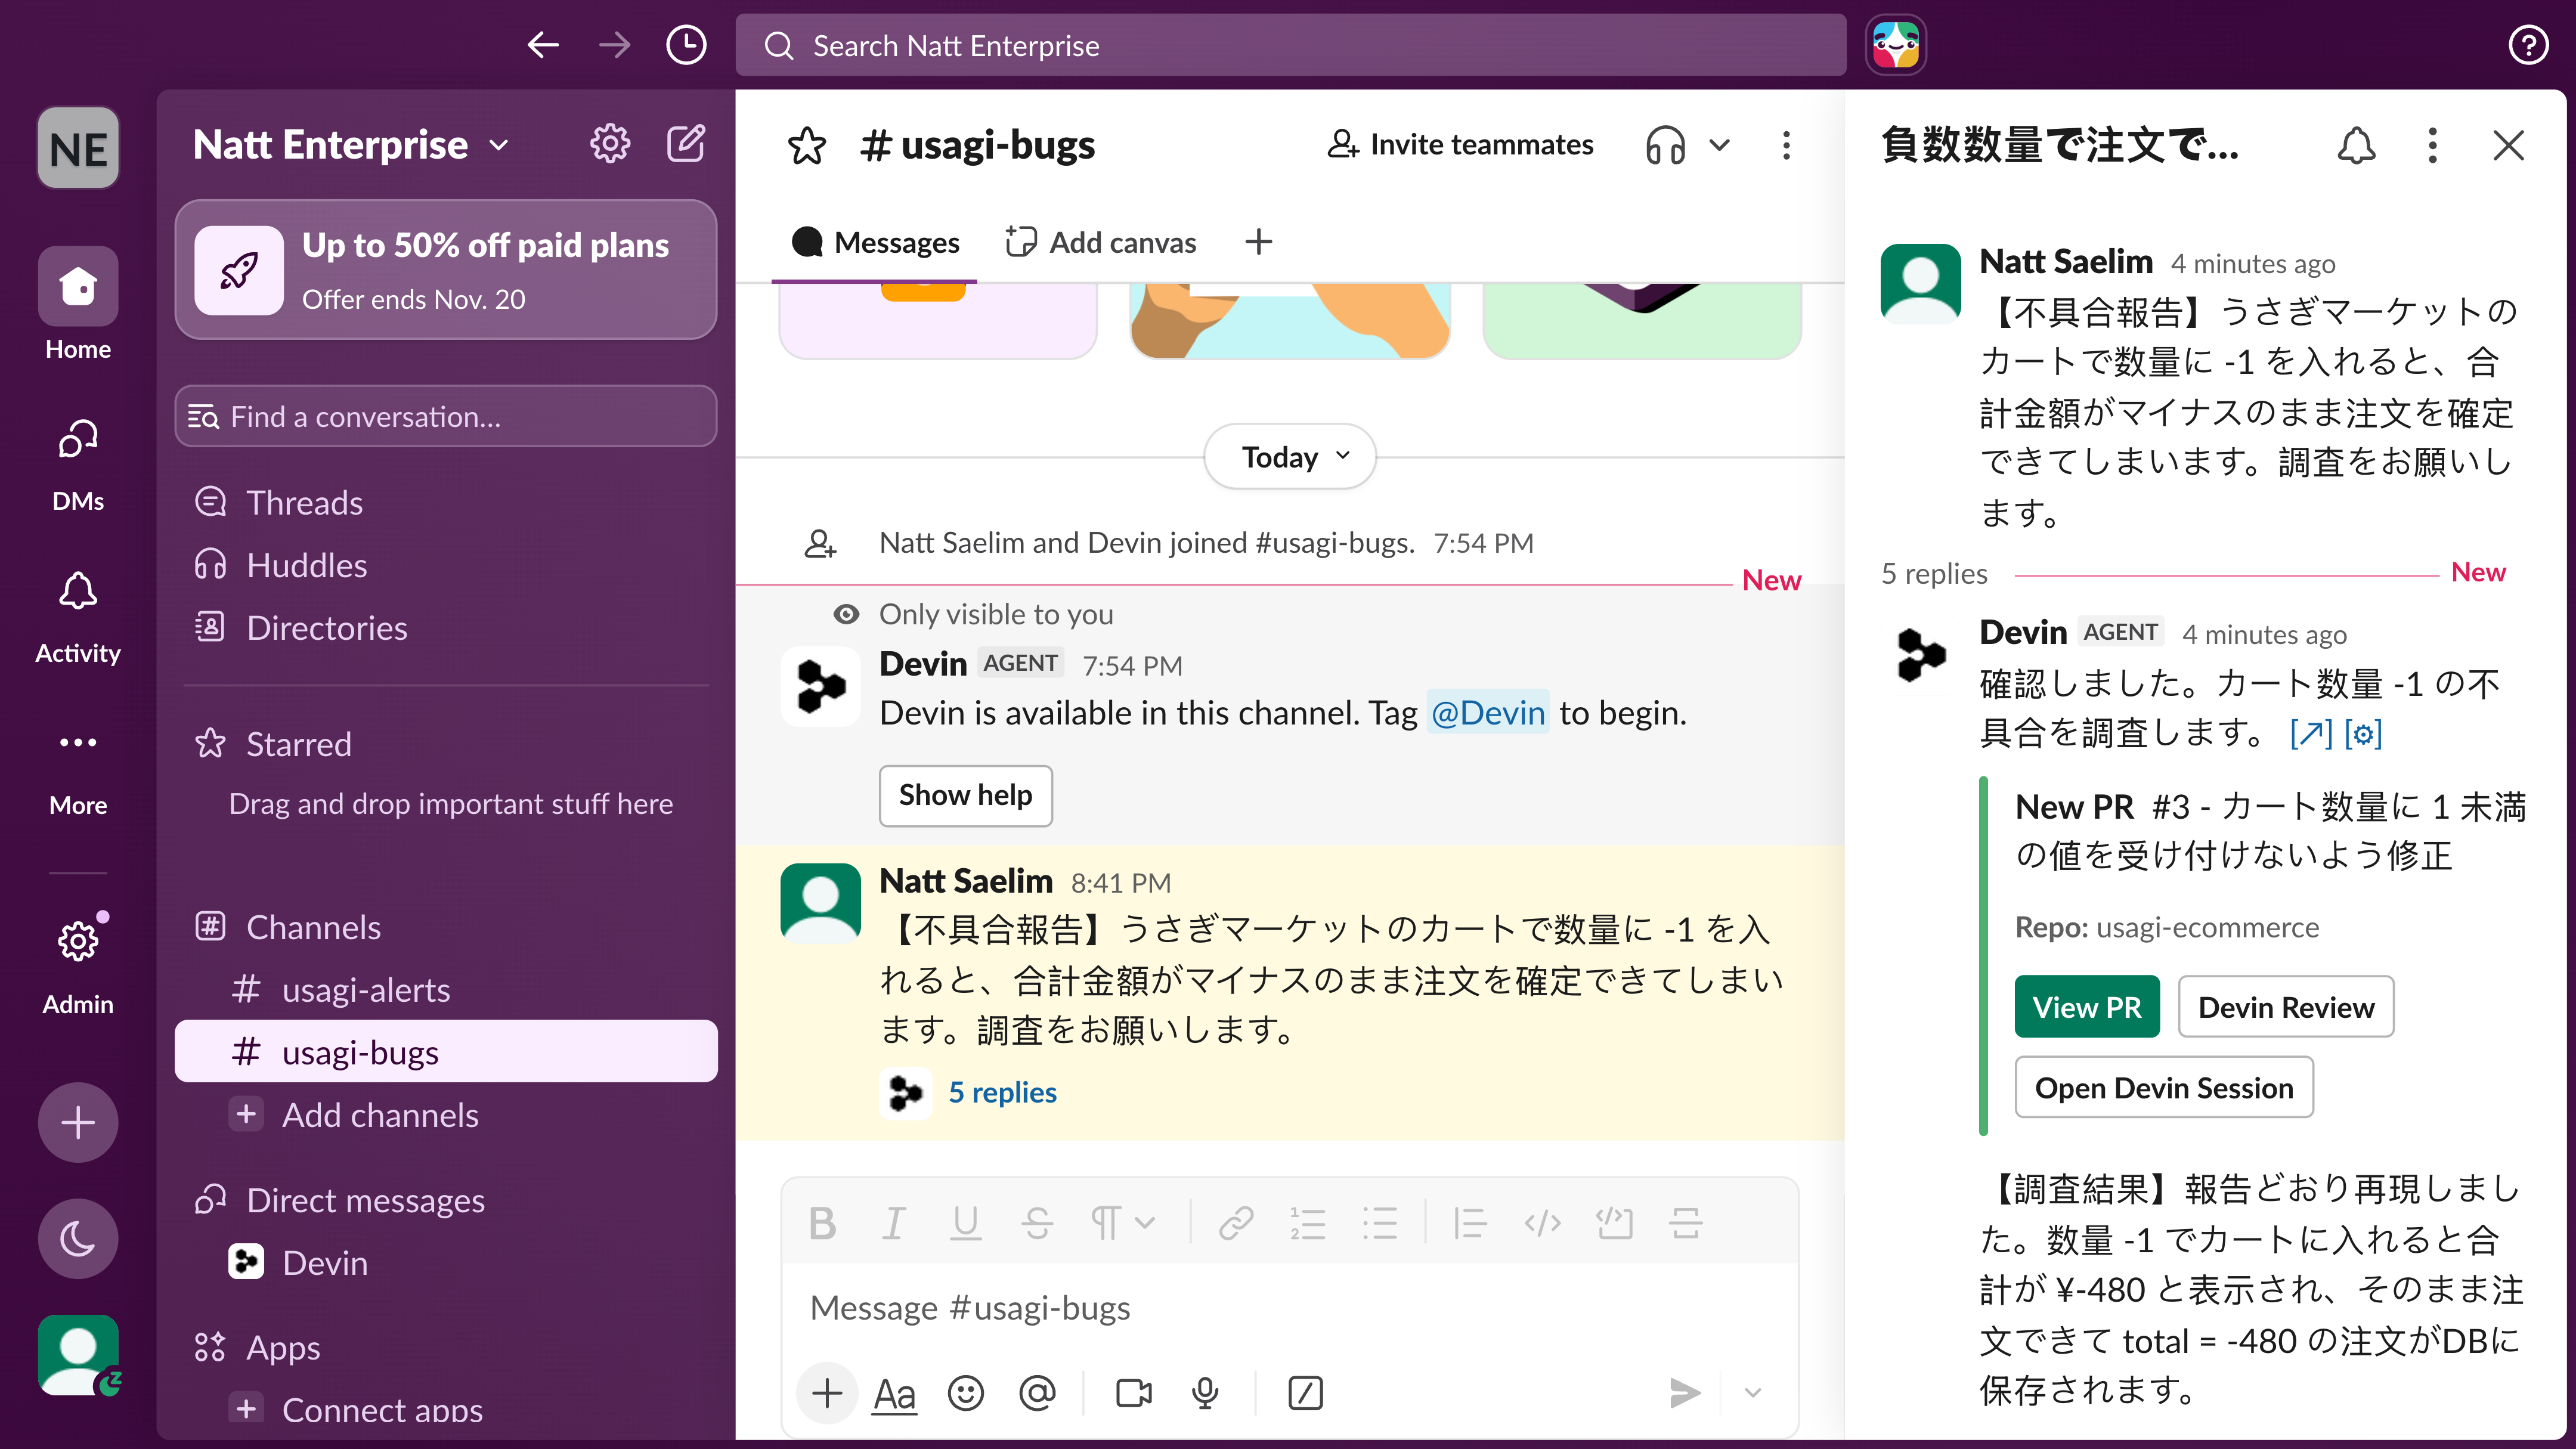 Search Natt Enterprise
NE
Home
DMs
Activity
More
Admin
Natt Enterprise
Up to 50% off paid plans
Offer ends Nov. 20
Find a conversation...
Threads
Huddles
Directories
Starred
Drag and drop important stuff here
Channels
# usagi-alerts
# usagi-bugs
Add channels
Direct messages
Devin
Apps
Connect apps
# usagi-bugs
Invite teammates
Messages
Add canvas
Today
Natt Saelim and Devin joined #usagi-bugs. 7:54 PM
New
Only visible to you
Devin AGENT 7:54 PM
Devin is available in this channel. Tag @Devin to begin.
Show help
Natt Saelim 8:41 PM
【不具合報告】うさぎマーケットのカートで数量に -1 を入
れると、合計金額がマイナスのまま注文を確定できてしまい
ます。調査をお願いします。
5 replies
Message #usagi-bugs
Aa
負数数量で注文で...
Natt Saelim 4 minutes ago
【不具合報告】うさぎマーケットの
カートで数量に -1 を入れると、合
計金額がマイナスのまま注文を確定
できてしまいます。調査をお願いし
ます。
5 replies
New
Devin AGENT 4 minutes ago
確認しました。カート数量 -1 の不
具合を調査します。 [↗] [⚙]
New PR #3 - カート数量に 1 未満
の値を受け付けないよう修正
Repo: usagi-ecommerce
View PR
Devin Review
Open Devin Session
【調査結果】報告どおり再現しまし
た。数量 -1 でカートに入れると合
計が ¥-480 と表示され、そのまま注
文できて total = -480 の注文がDBに
保存されます。